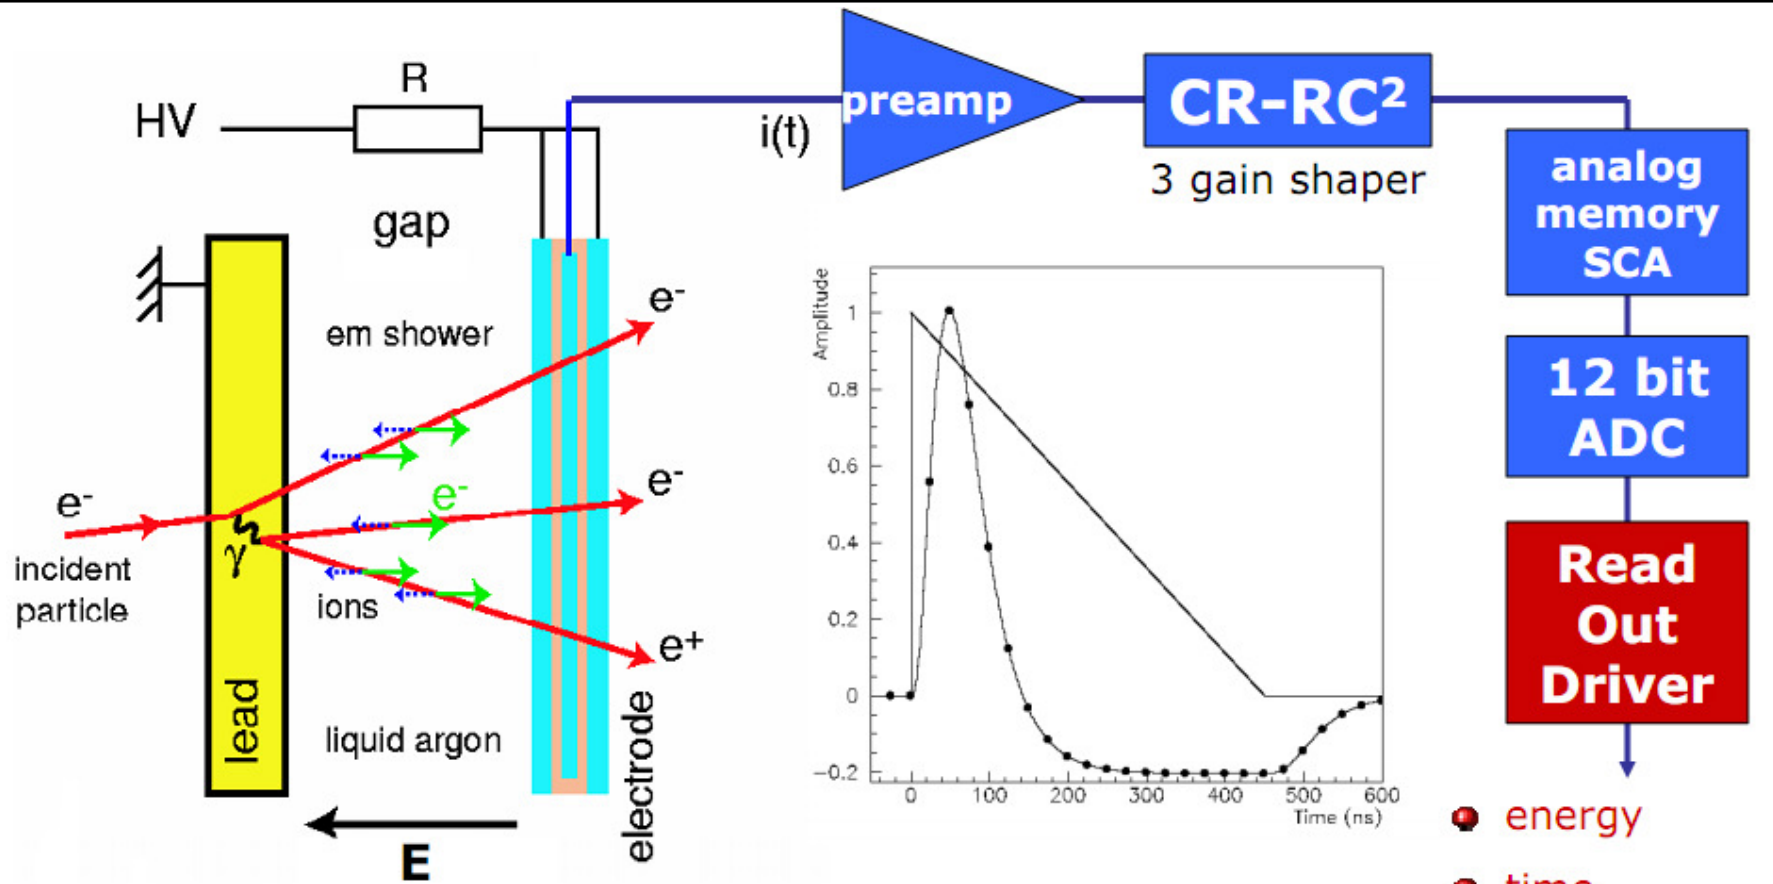 R
HV
gap
em shower
e-
e-
e-
e-
incident
particle
γ
ions
e+
lead
liquid argon
electrode
E
i(t)
preamp
CR-RC²
3 gain shaper
analog
memory
SCA
12 bit
ADC
Read
Out
Driver
Amplitude
1
0.8
0.6
0.4
0.2
0
−0.2
0 100 200 300 400 500 600
Time (ns)
energy
time